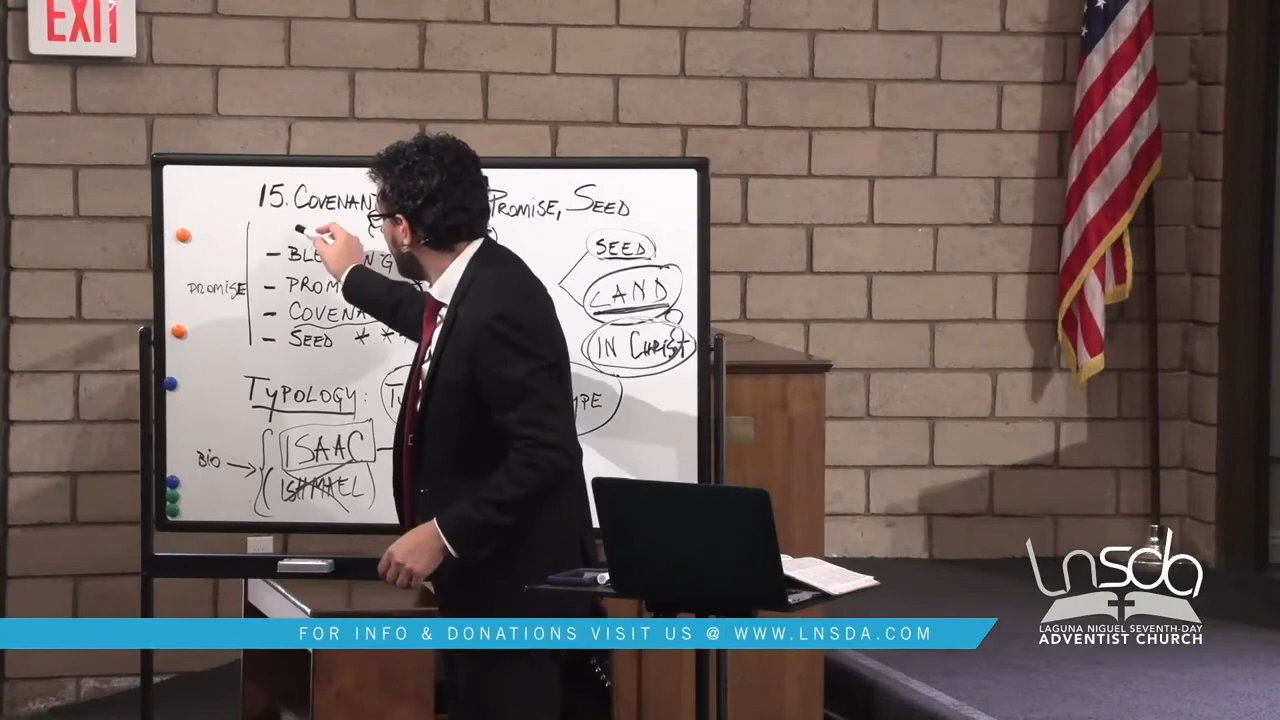 EXIT
15. COVENANT PROMISE, SEED
PROMISE
- BLESSING
- PROM
- COVENA
- SEED * *
SEED
LAND
IN CHRIST
TYPOLOGY:
BIO
ISAAC
ISHMAEL
FOR INFO & DONATIONS VISIT US @ WWW.LNSDA.COM
Lnsda
LAGUNA NIGUEL SEVENTH-DAY
ADVENTIST CHURCH